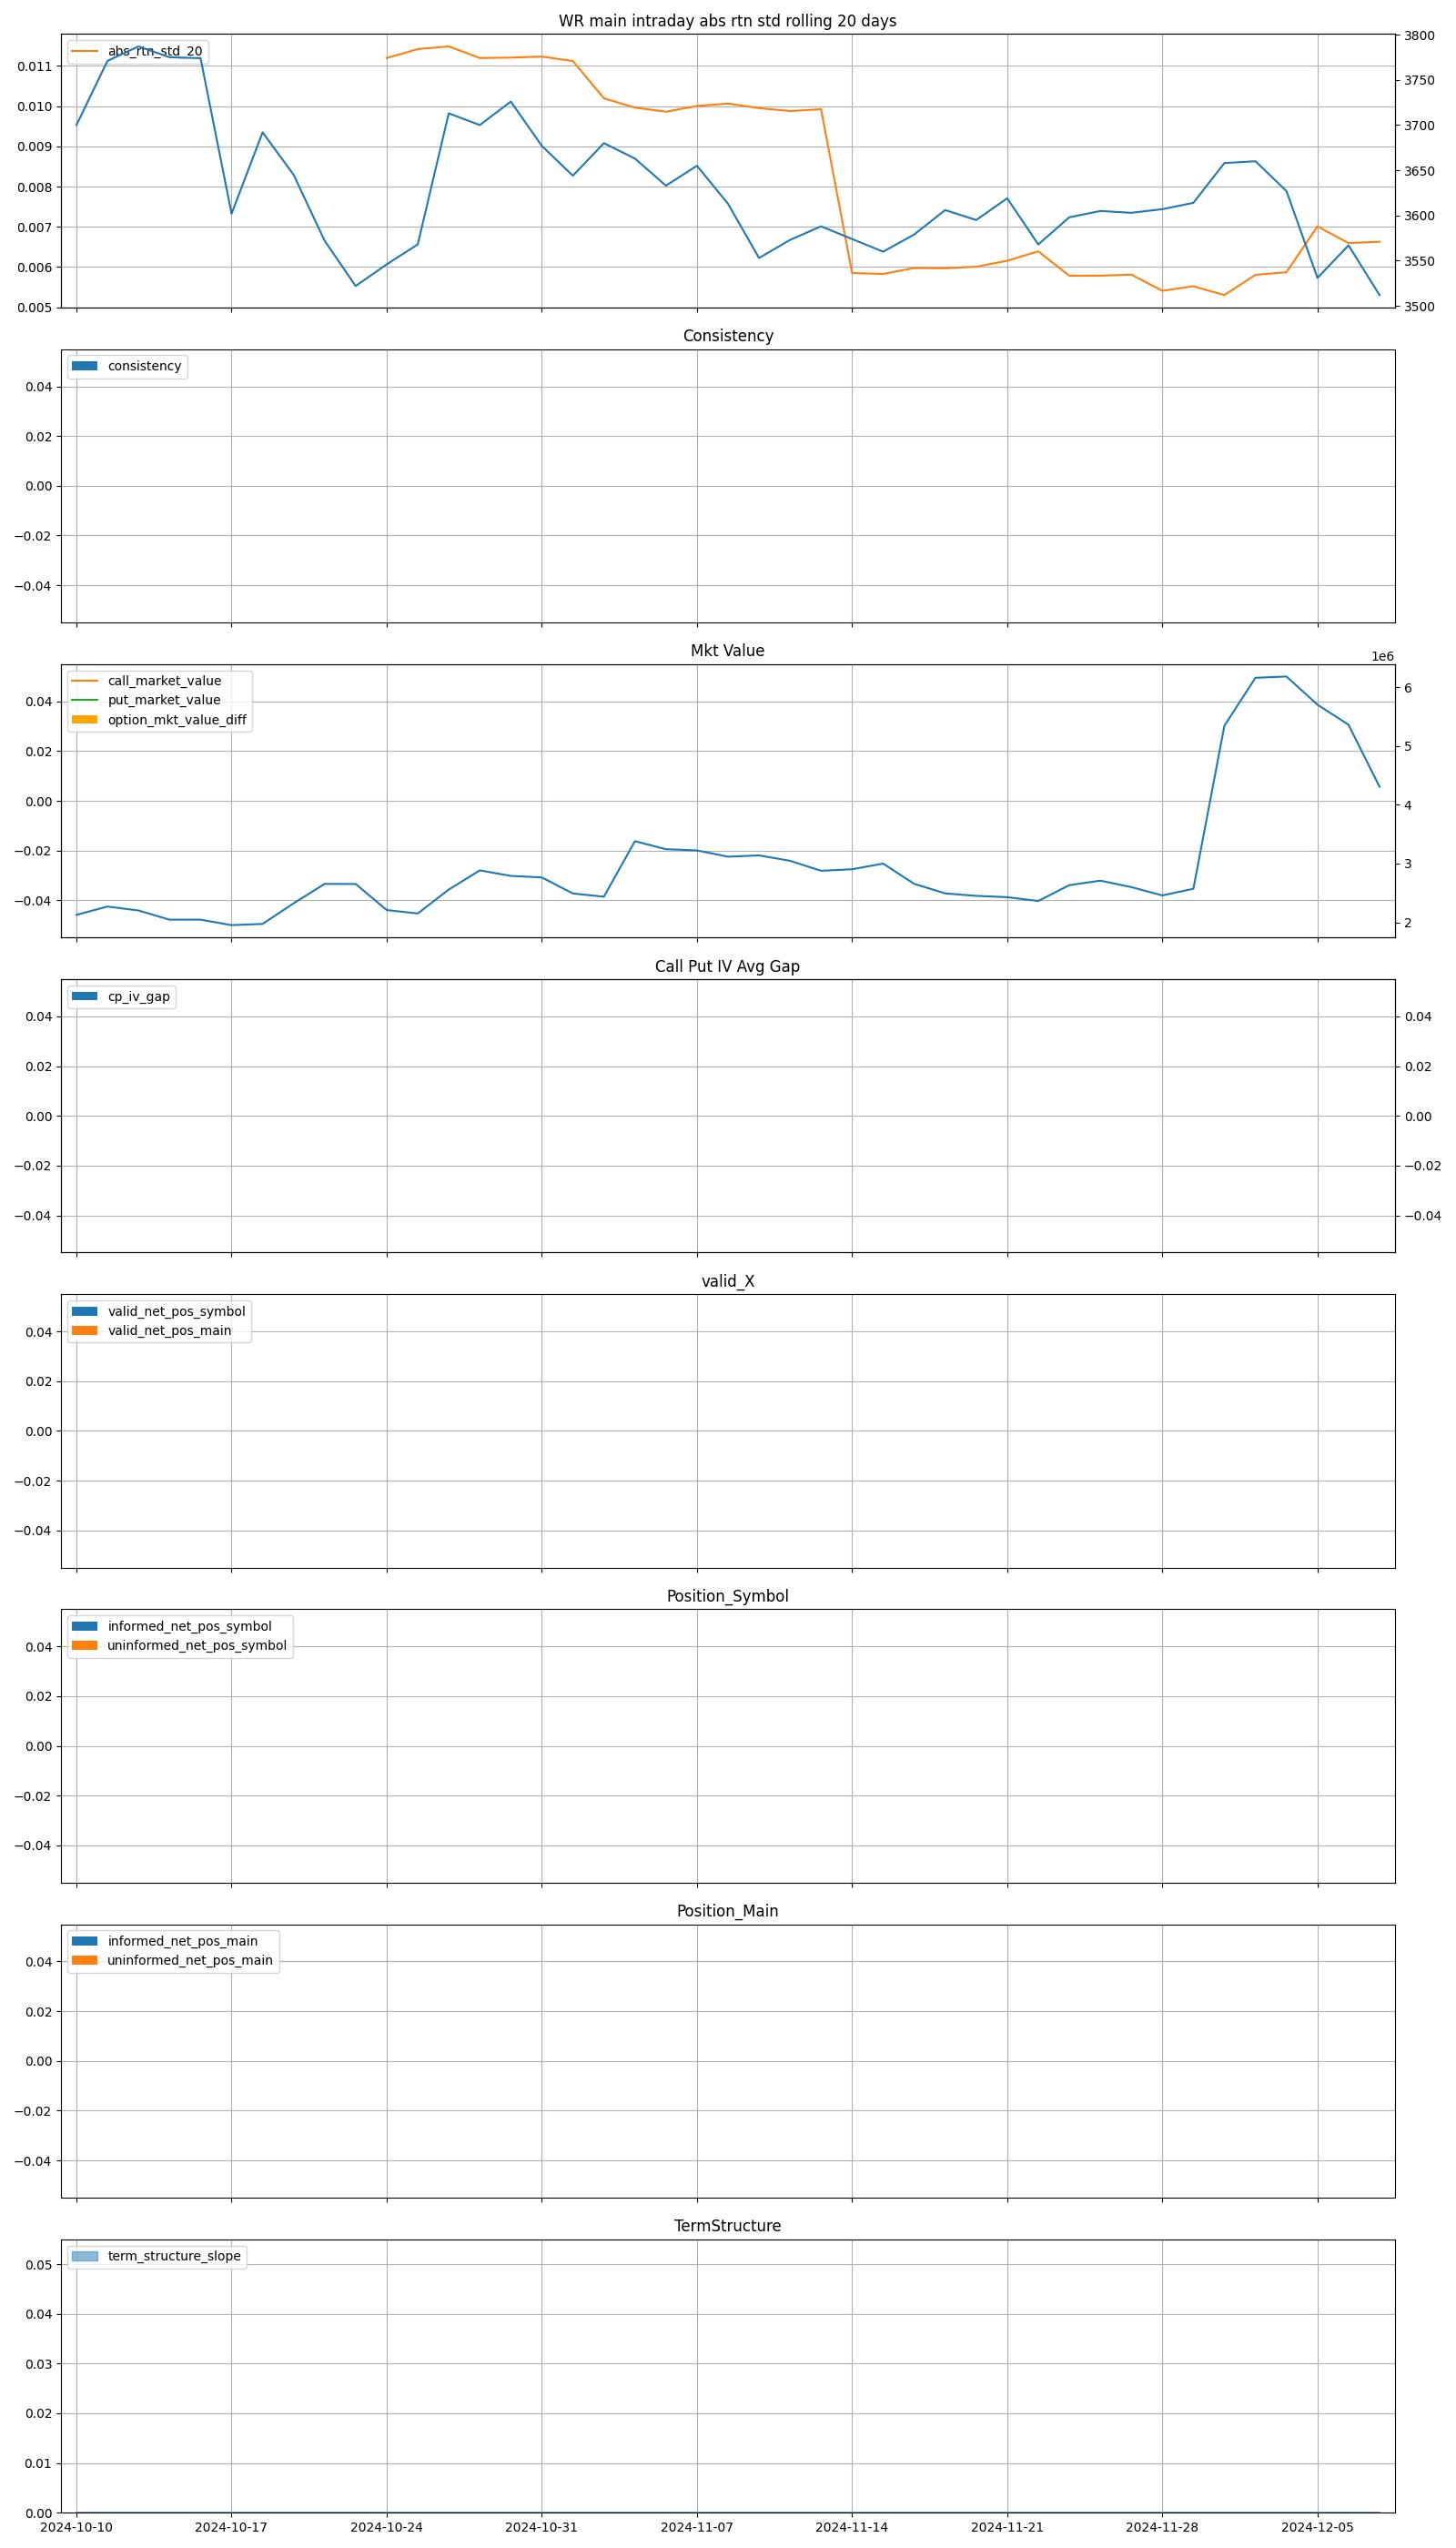 WR main intraday abs rtn std rolling 20 days
abs_rtn_std_20
0.011
0.010
0.009
0.008
0.007
0.006
0.005
3800
3750
3700
3650
3600
3550
3500
Consistency
consistency
0.04
0.02
0.00
−0.02
−0.04
Mkt Value
1e6
call_market_value
put_market_value
option_mkt_value_diff
0.04
0.02
0.00
−0.02
−0.04
6
5
4
3
2
Call Put IV Avg Gap
cp_iv_gap
0.04
0.02
0.00
−0.02
−0.04
0.04
0.02
0.00
−0.02
−0.04
valid_X
valid_net_pos_symbol
valid_net_pos_main
0.04
0.02
0.00
−0.02
−0.04
Position_Symbol
informed_net_pos_symbol
uninformed_net_pos_symbol
0.04
0.02
0.00
−0.02
−0.04
Position_Main
informed_net_pos_main
uninformed_net_pos_main
0.04
0.02
0.00
−0.02
−0.04
TermStructure
term_structure_slope
0.05
0.04
0.03
0.02
0.01
0.00
2024-10-10 2024-10-17 2024-10-24 2024-10-31 2024-11-07 2024-11-14 2024-11-21 2024-11-28 2024-12-05